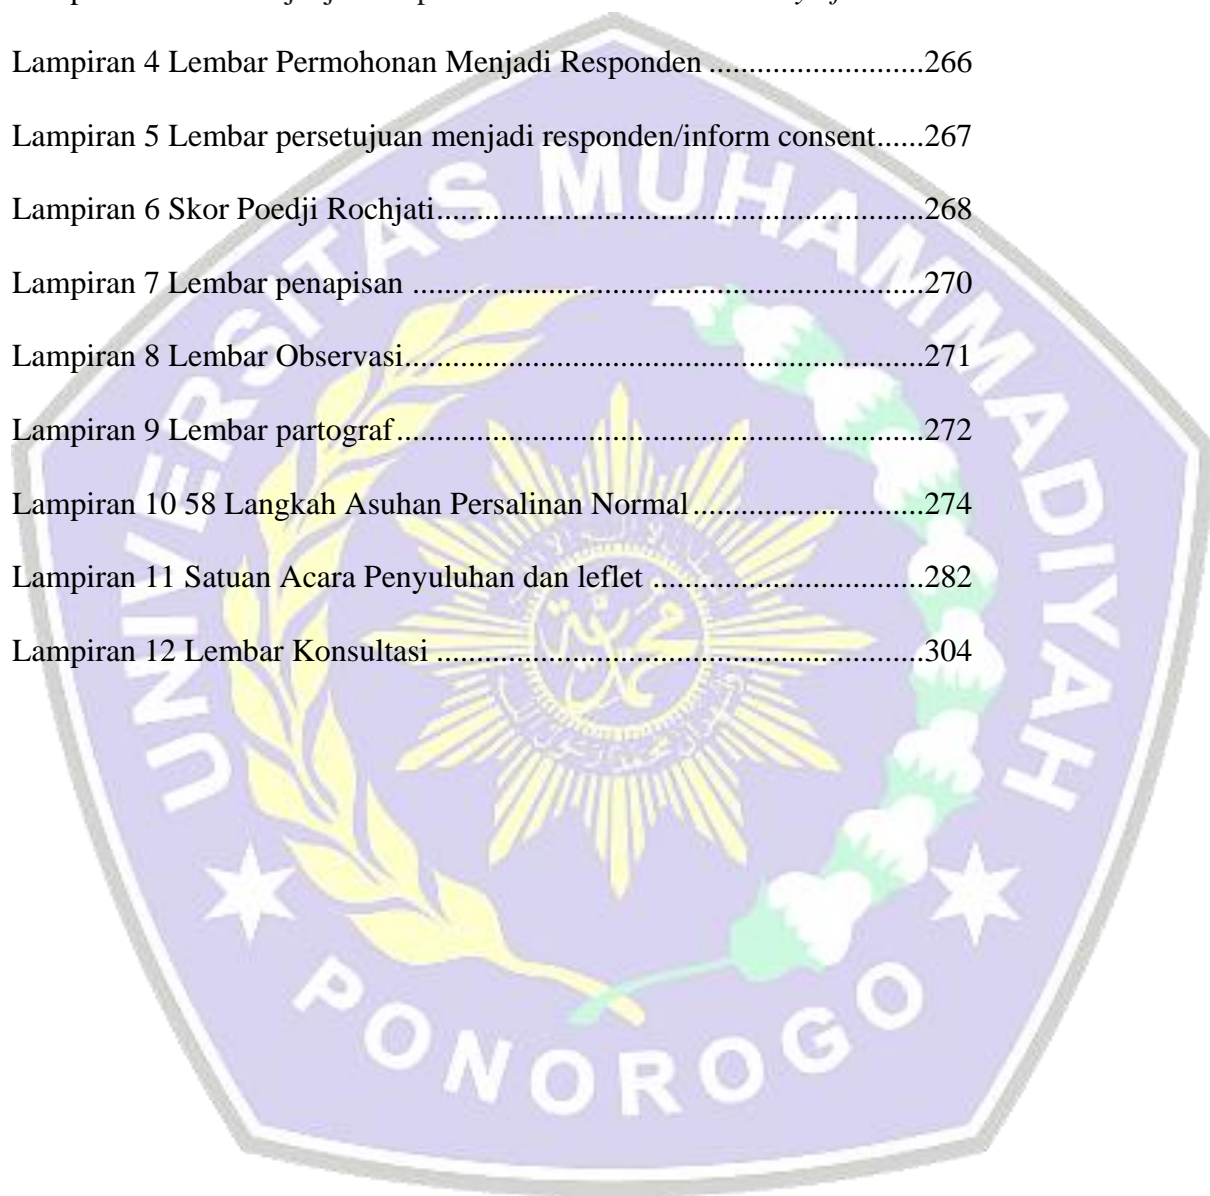 Lampiran 4 Lembar Permohonan Menjadi Responden ...........................266
Lampiran 5 Lembar persetujuan menjadi responden/inform consent......267
Lampiran 6 Skor Poedji Rochjati.............................................................268
Lampiran 7 Lembar penapisan ................................................................270
Lampiran 8 Lembar Observasi.................................................................271
Lampiran 9 Lembar partograf..................................................................272
Lampiran 10 58 Langkah Asuhan Persalinan Normal.............................274
Lampiran 11 Satuan Acara Penyuluhan dan leflet ..................................282
Lampiran 12 Lembar Konsultasi .............................................................304
UNIVERSITAS MUHAMMADIYAH
PONOROGO